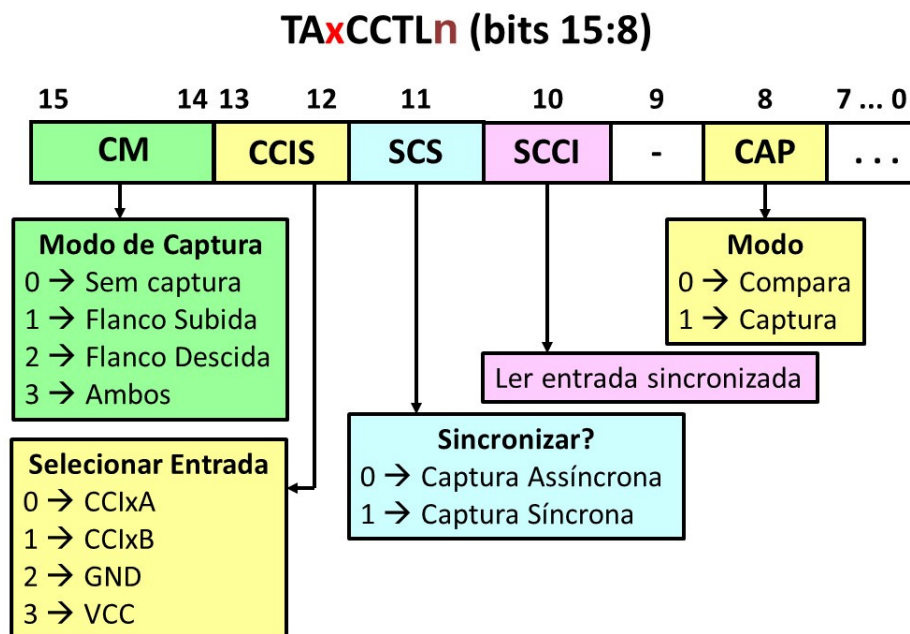 TAxCCTLn (bits 15:8)
15 14 13 12 11 10 9 8 7 ... 0
CM CCIS SCS SCCI - CAP . . .
Modo de Captura
0 → Sem captura
1 → Flanco Subida
2 → Flanco Descida
3 → Ambos
Modo
0 → Compara
1 → Captura
Ler entrada sincronizada
Selecionar Entrada
0 → CCIxA
1 → CCIxB
2 → GND
3 → VCC
Sincronizar?
0 → Captura Assíncrona
1 → Captura Síncrona